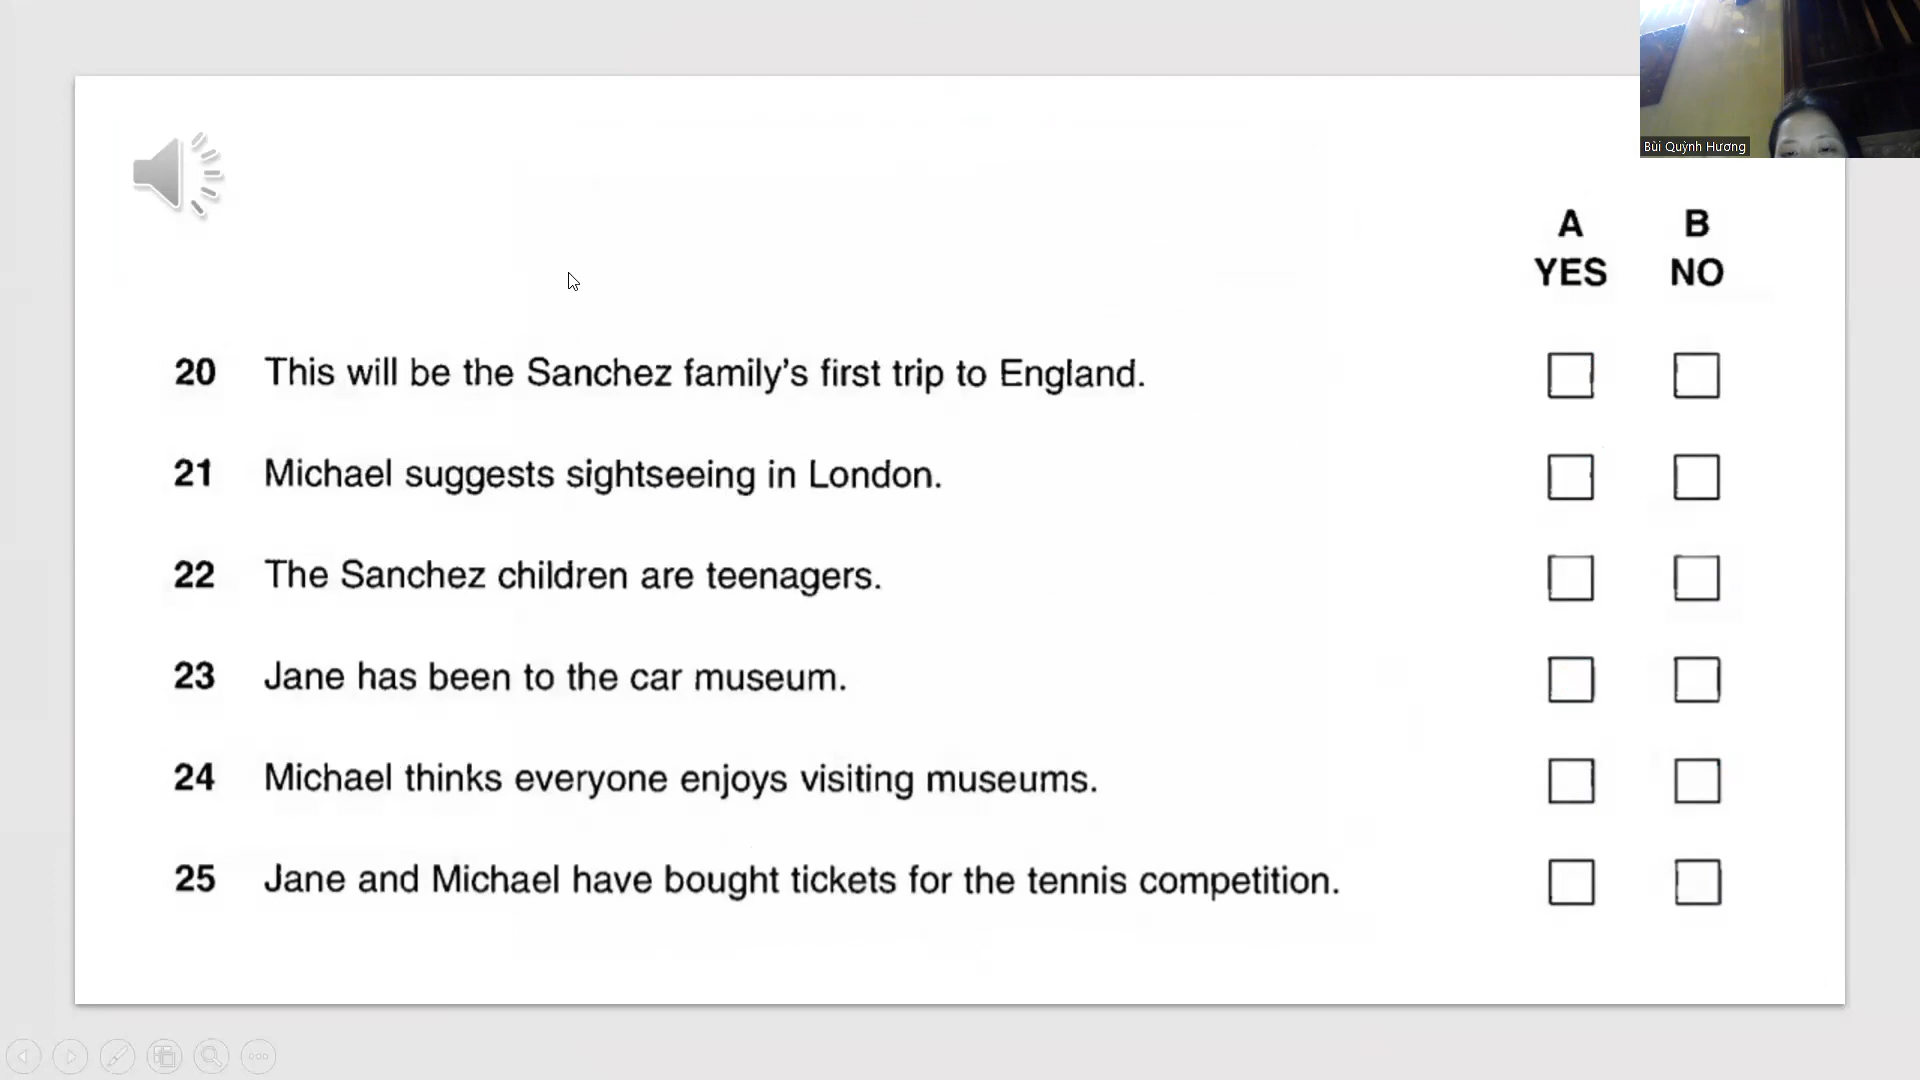 Bùi Quỳnh Hương
A B
YES NO
20 This will be the Sanchez family's first trip to England.
21 Michael suggests sightseeing in London.
22 The Sanchez children are teenagers.
23 Jane has been to the car museum.
24 Michael thinks everyone enjoys visiting museums.
25 Jane and Michael have bought tickets for the tennis competition.